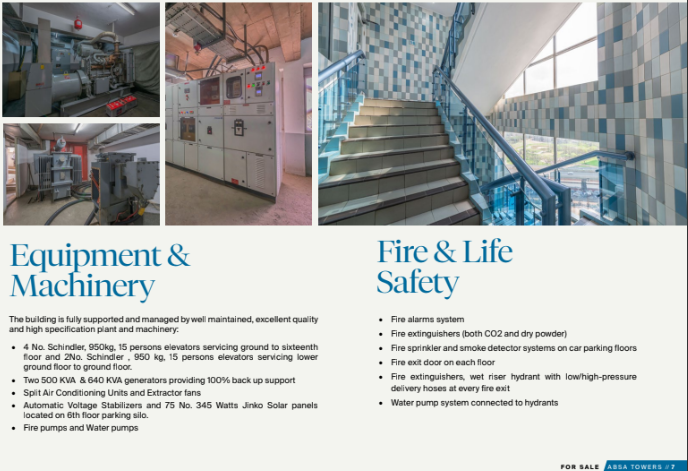 Equipment &
Machinery
The building is fully supported and managed by well maintained, excellent quality
and high specification plant and machinery:
• 4 No. Schindler, 950kg, 15 persons elevators servicing ground to sixteenth
floor and 2No. Schindler , 950 kg, 15 persons elevators servicing lower
ground floor to ground floor.
• Two 500 KVA & 640 KVA generators providing 100% back up support
• Split Air Conditioning Units and Extractor fans
• Automatic Voltage Stabilizers and 75 No. 345 Watts Jinko Solar panels
located on 6th floor parking silo.
• Fire pumps and Water pumps
Fire & Life
Safety
• Fire alarms system
• Fire extinguishers (both CO2 and dry powder)
• Fire sprinkler and smoke detector systems on car parking floors
• Fire exit door on each floor
• Fire extinguishers, wet riser hydrant with low/high-pressure
delivery hoses at every fire exit
• Water pump system connected to hydrants
FOR SALE ABSA TOWERS // 7